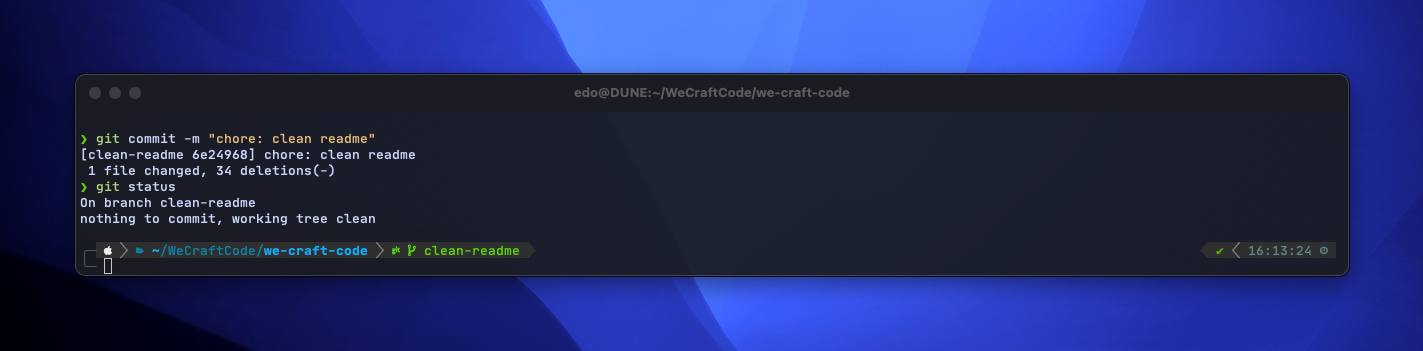 edo@DUNE:~/WeCraftCode/we-craft-code
❯ git commit -m "chore: clean readme"
[clean-readme 6e24968] chore: clean readme
 1 file changed, 34 deletions(-)
❯ git status
On branch clean-readme
nothing to commit, working tree clean
~/WeCraftCode/we-craft-code clean-readme ✔ 16:13:24